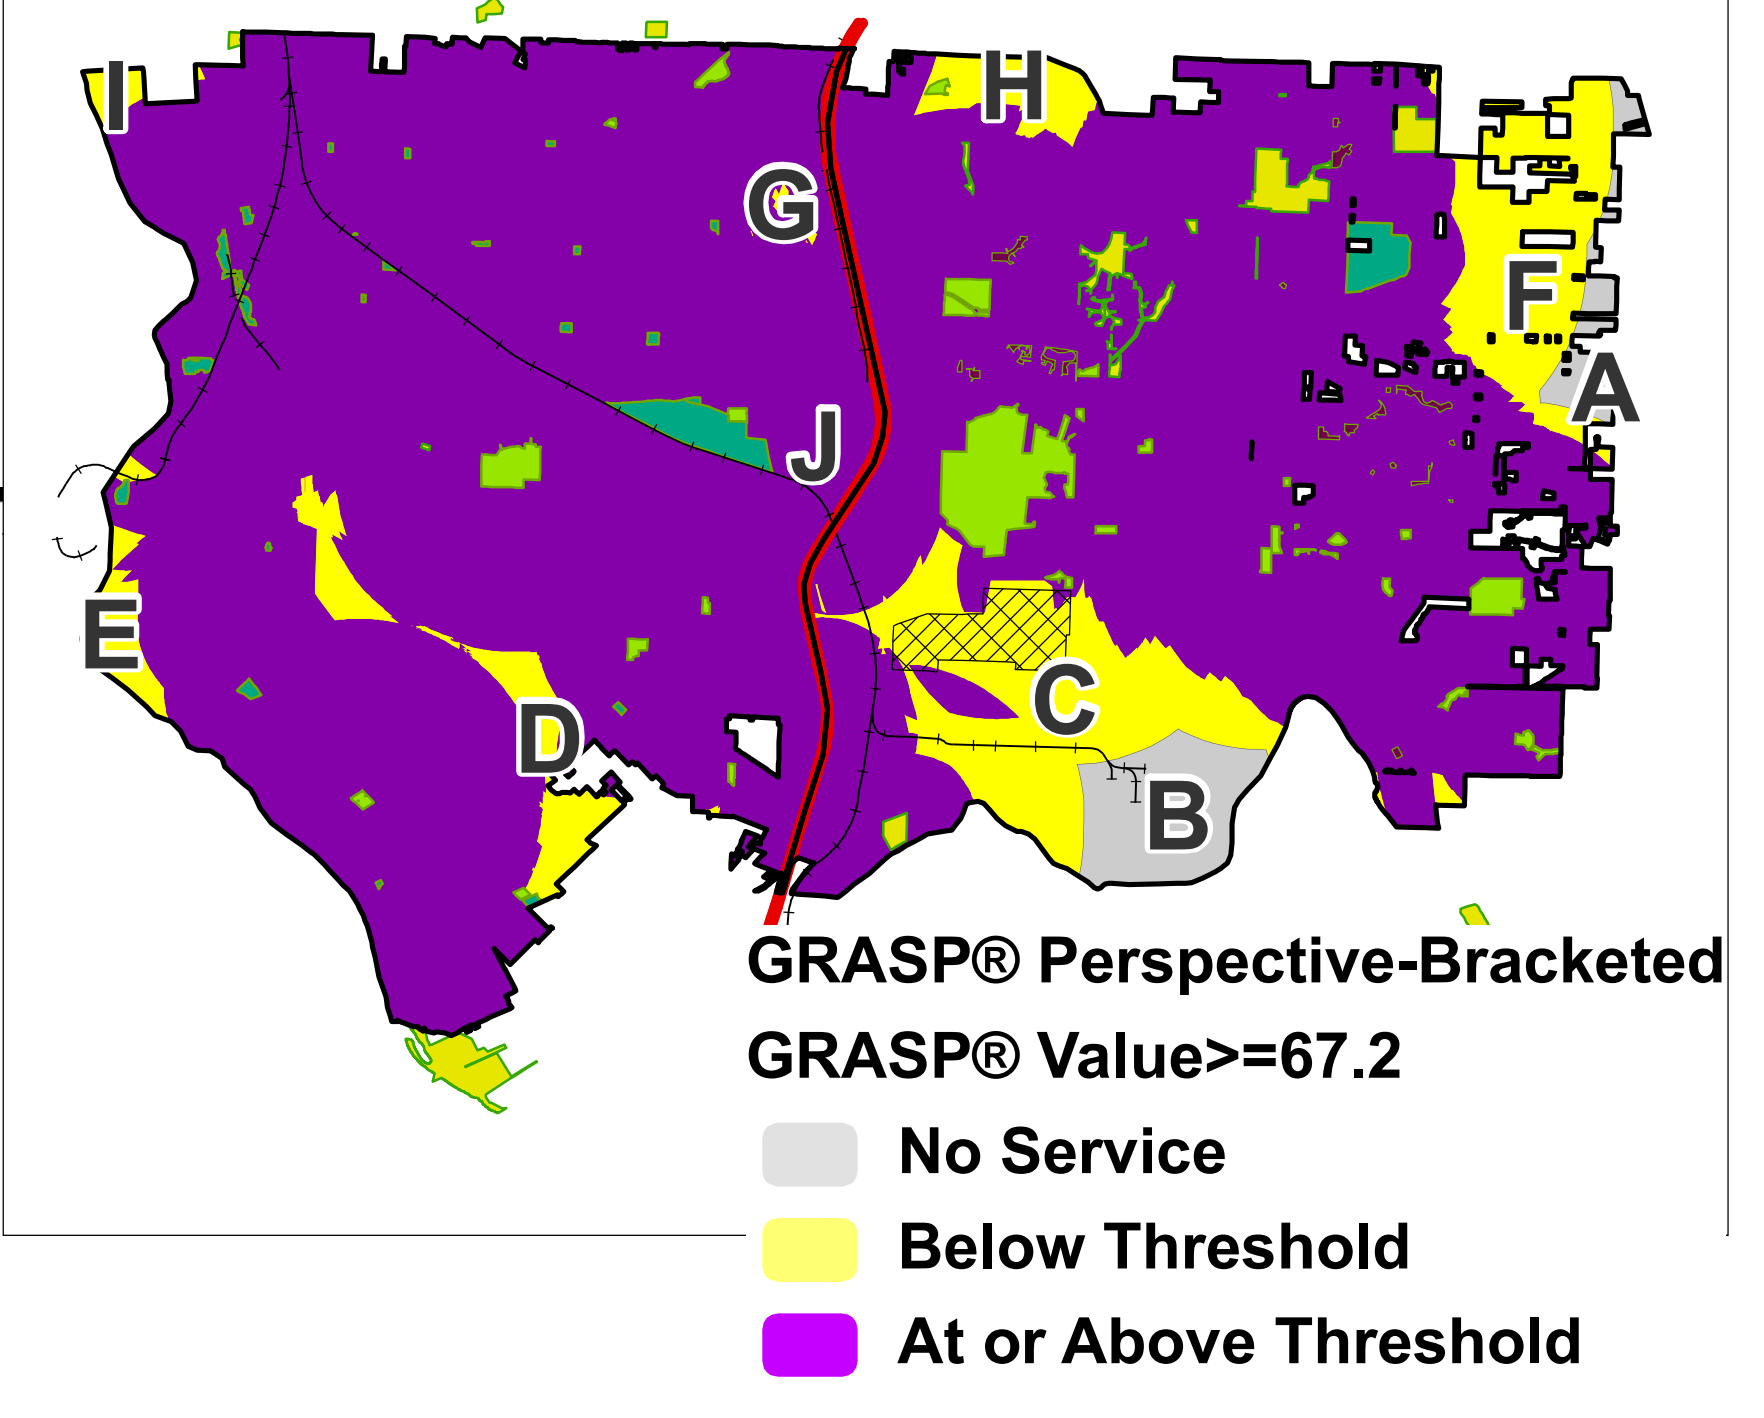 I
H
G
F
A
J
E
C
D
B
GRASP® Perspective-Bracketed
GRASP® Value>=67.2
No Service
Below Threshold
At or Above Threshold